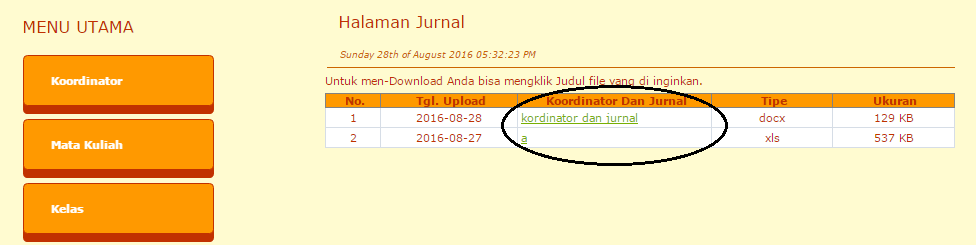 MENU UTAMA
Koordinator
Mata Kuliah
Kelas
Halaman Jurnal
Sunday 28th of August 2016 05:32:23 PM
Untuk men-Download Anda bisa mengklik Judul file yang di inginkan.
No. Tgl. Upload Koordinator Dan Jurnal Tipe Ukuran
1 2016-08-28 kordinator dan jurnal docx 129 KB
2 2016-08-27 a xls 537 KB